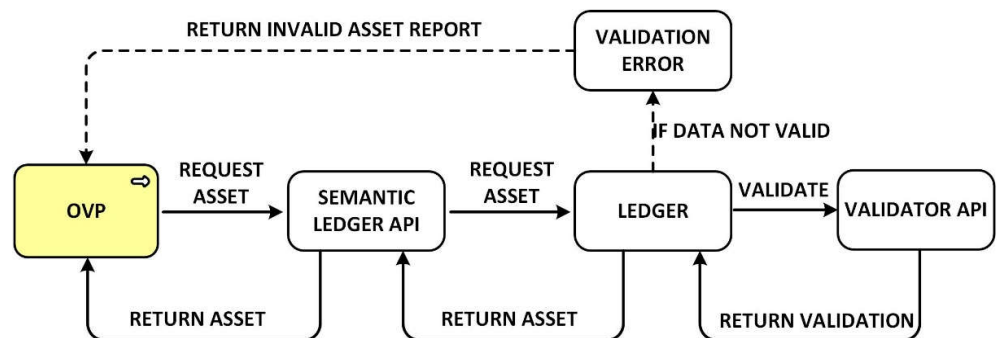 RETURN INVALID ASSET REPORT
VALIDATION
ERROR
IF DATA NOT VALID
OVP
REQUEST
ASSET
SEMANTIC
LEDGER API
REQUEST
ASSET
LEDGER
VALIDATE
VALIDATOR API
RETURN ASSET
RETURN ASSET
RETURN VALIDATION